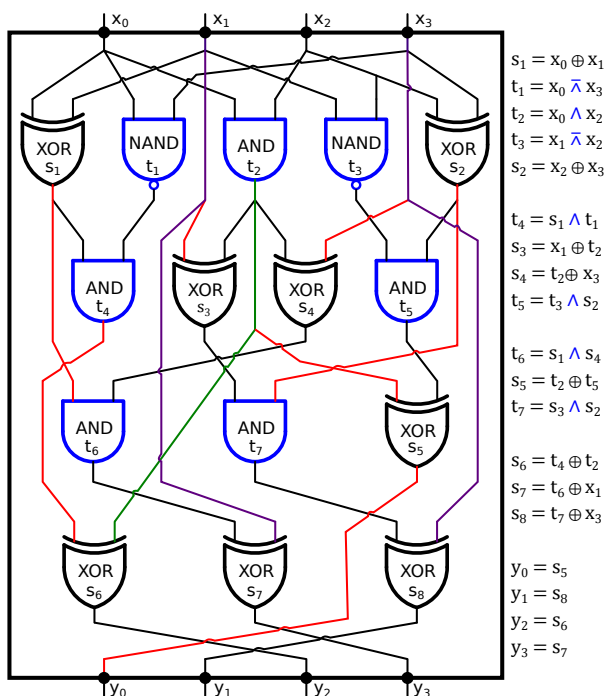 x₀ x₁ x₂ x₃
XOR s₁ NAND t₁ AND t₂ NAND t₃ XOR s₂
AND t₄ XOR s₃ XOR s₄ AND t₅
AND t₆ AND t₇ XOR s₅
XOR s₆ XOR s₇ XOR s₈
y₀ y₁ y₂ y₃
s₁ = x₀ ⊕ x₁
t₁ = x₀ ⊼ x₃
t₂ = x₀ ∧ x₂
t₃ = x₁ ⊼ x₂
s₂ = x₂ ⊕ x₃
t₄ = s₁ ∧ t₁
s₃ = x₁ ⊕ t₂
s₄ = t₂ ⊕ x₃
t₅ = t₃ ∧ s₂
t₆ = s₁ ∧ s₄
s₅ = t₂ ⊕ t₅
t₇ = s₃ ∧ s₂
s₆ = t₄ ⊕ t₂
s₇ = t₆ ⊕ x₁
s₈ = t₇ ⊕ x₃
y₀ = s₅
y₁ = s₈
y₂ = s₆
y₃ = s₇